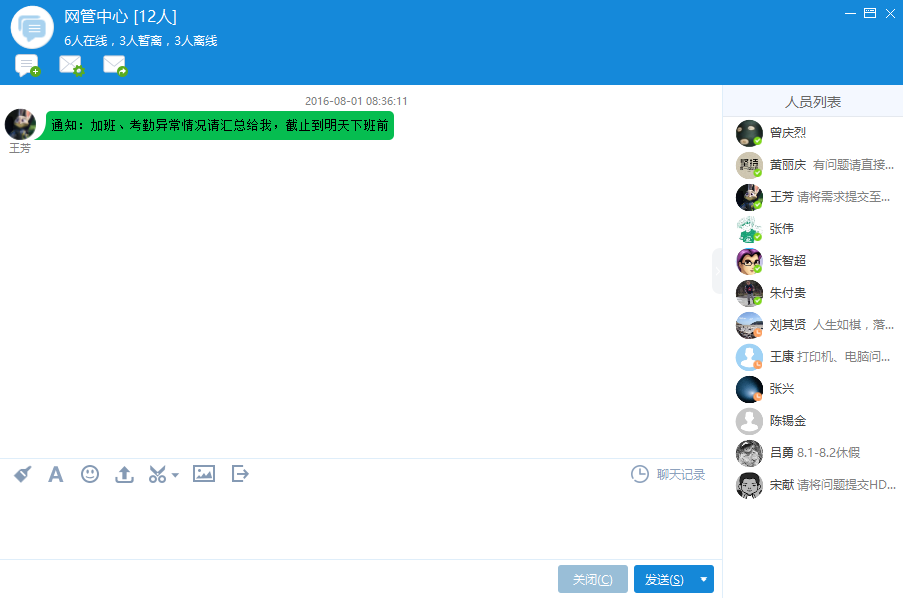 网管中心 [12人]
6人在线，3人暂离，3人离线
2016-08-01 08:36:11
通知：加班、考勤异常情况请汇总给我，截止到明天下班前
王芳
人员列表
曾庆烈
黄丽庆 有问题请直接...
王芳 请将需求提交至...
张伟
张智超
朱付贵
刘其贤 人生如棋，落...
王康 打印机、电脑问...
张兴
陈锡金
吕勇 8.1-8.2休假
宋献 请将问题提交HD...
聊天记录
关闭(C)
发送(S)